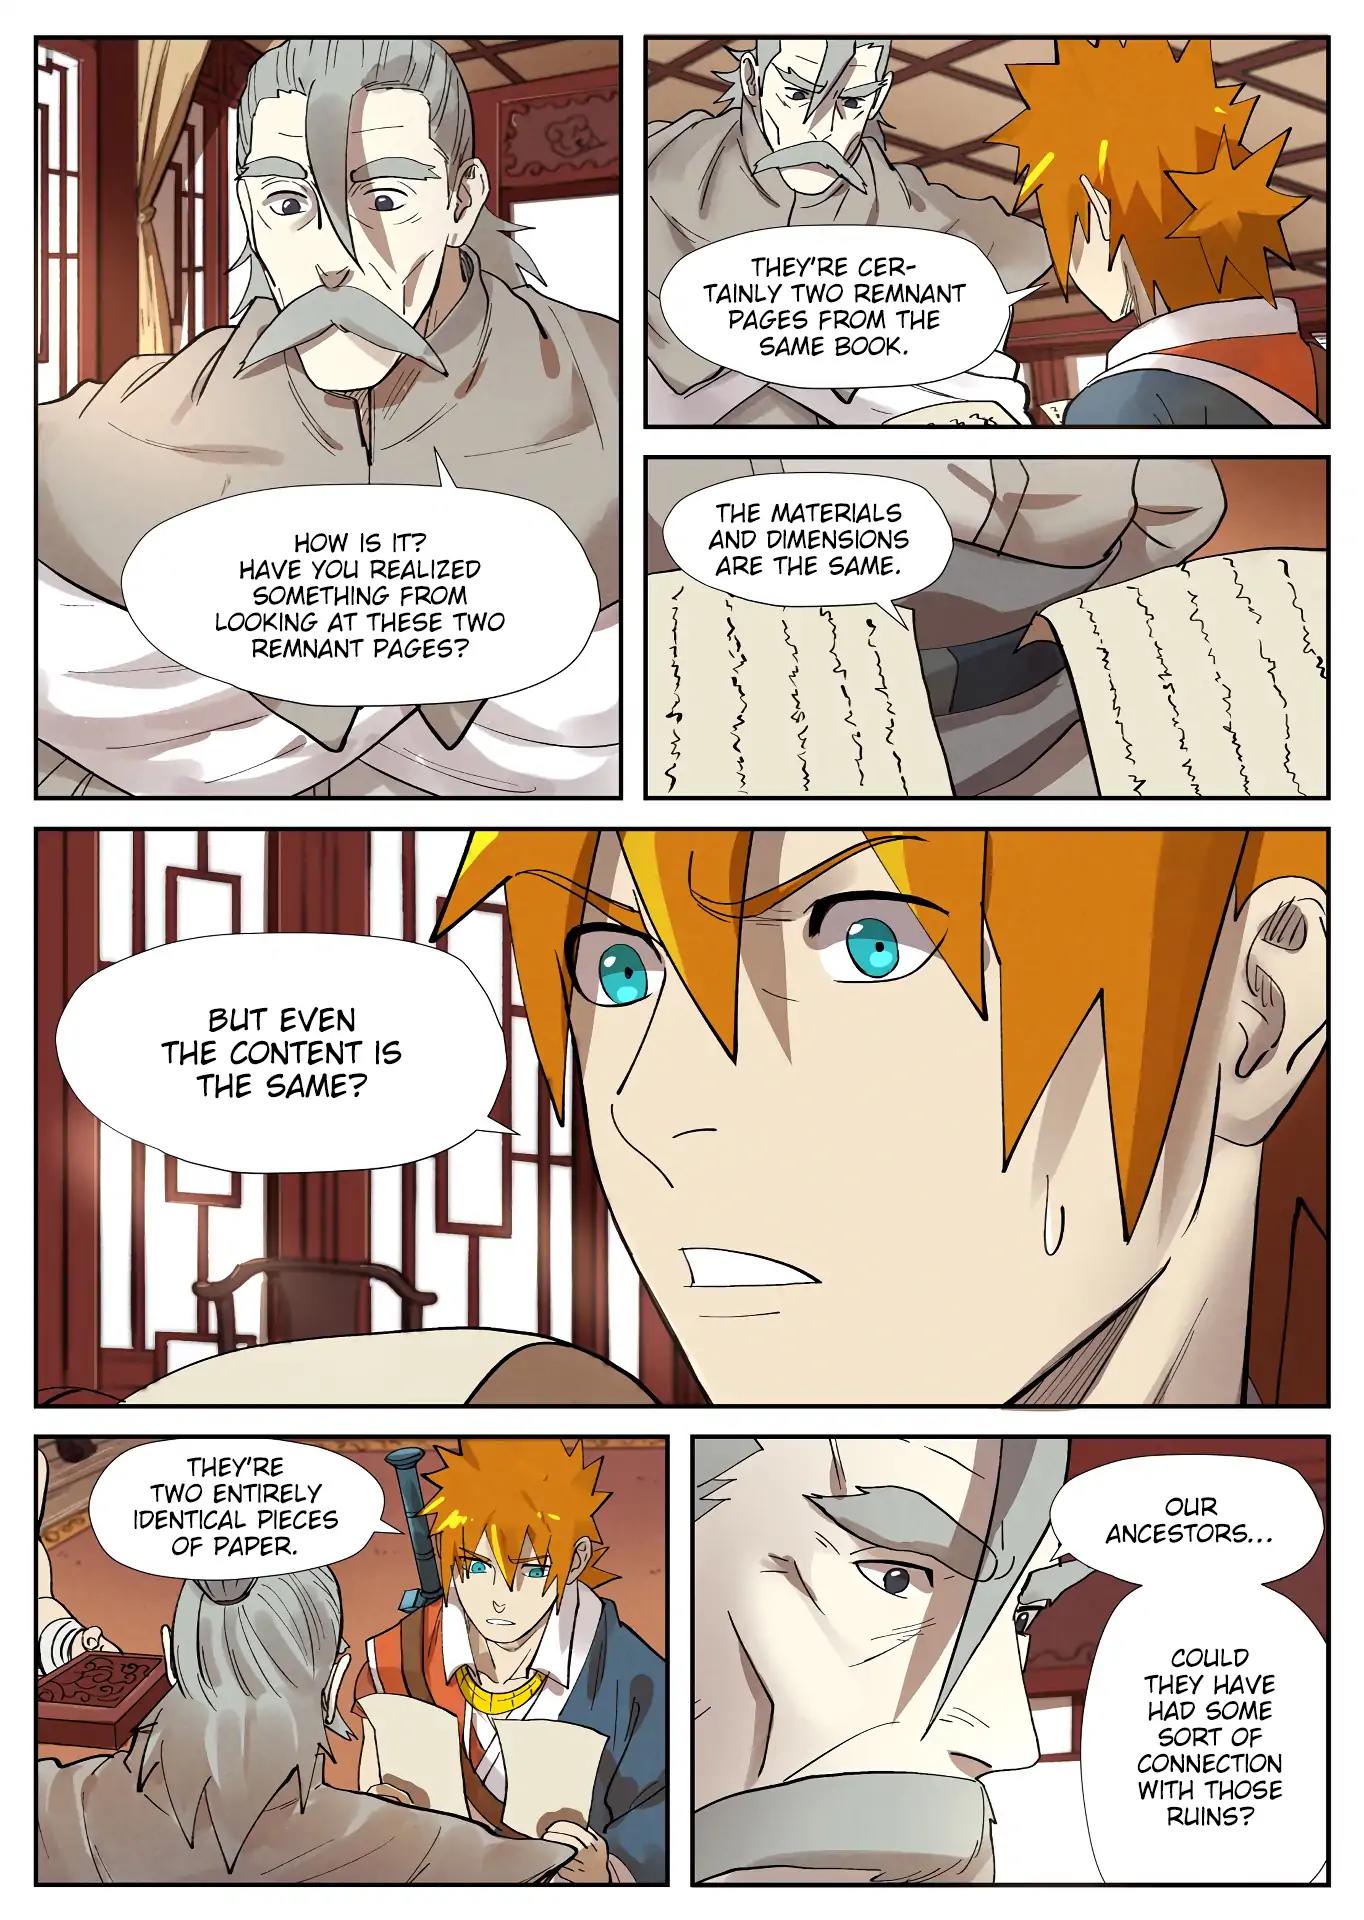 HOW IS IT?
HAVE YOU REALIZED
SOMETHING FROM
LOOKING AT THESE TWO
REMNANT PAGES?
THEY'RE CER-
TAINLY TWO REMNANT
PAGES FROM THE
SAME BOOK.
THE MATERIALS
AND DIMENSIONS
ARE THE SAME.
BUT EVEN
THE CONTENT IS
THE SAME?
THEY'RE
TWO ENTIRELY
IDENTICAL PIECES
OF PAPER.
OUR
ANCESTORS...
COULD
THEY HAVE
HAD SOME
SORT OF
CONNECTION
WITH THOSE
RUINS?